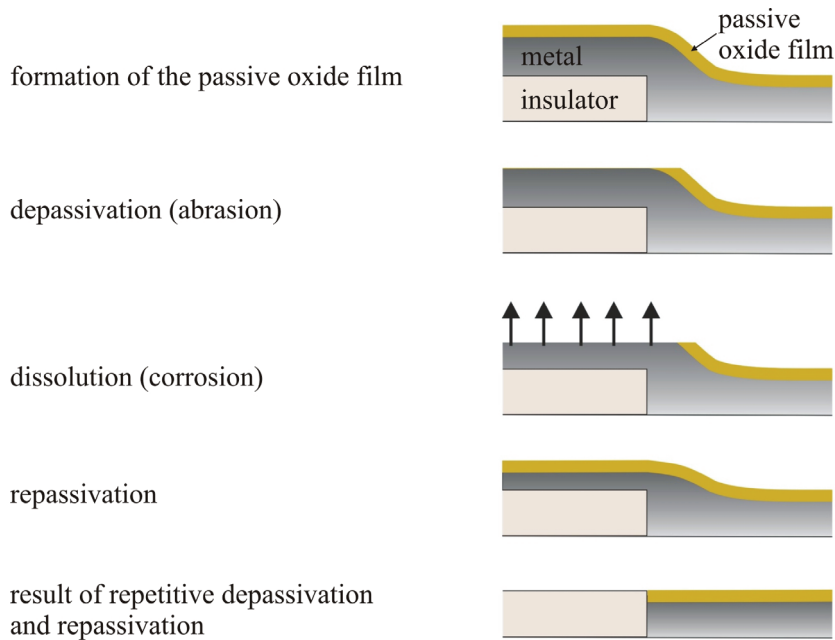 passive
oxide film
formation of the passive oxide film
metal
insulator
depassivation (abrasion)
dissolution (corrosion)
repassivation
result of repetitive depassivation
and repassivation